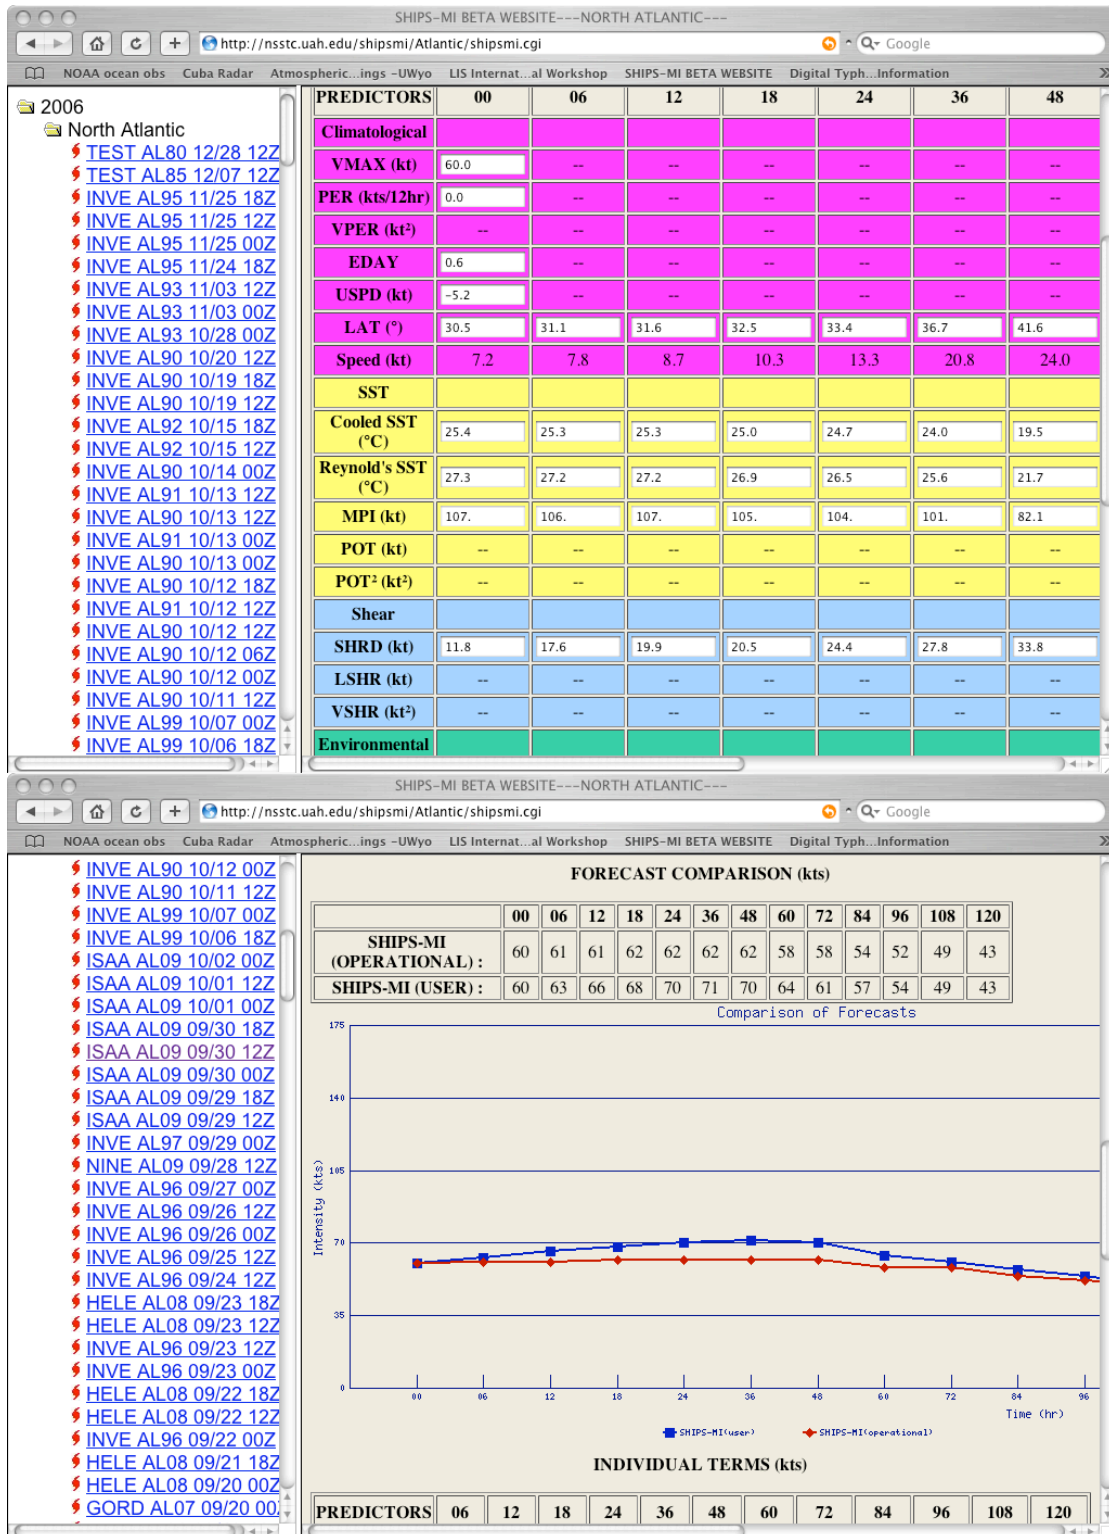 SHIPS-MI BETA WEBSITE---NORTH ATLANTIC---
http://nsstc.uah.edu/shipsmi/Atlantic/shipsmi.cgi
Google
NOAA ocean obs Cuba Radar Atmospheric...ings -UWyo LIS Internat...al Workshop SHIPS-MI BETA WEBSITE Digital Typh...Information
2006
North Atlantic
TEST AL80 12/28 12Z
TEST AL85 12/07 12Z
INVE AL95 11/25 18Z
INVE AL95 11/25 12Z
INVE AL95 11/25 00Z
INVE AL95 11/24 18Z
INVE AL93 11/03 12Z
INVE AL93 11/03 00Z
INVE AL93 10/28 00Z
INVE AL90 10/20 12Z
INVE AL90 10/19 18Z
INVE AL90 10/19 12Z
INVE AL92 10/15 18Z
INVE AL92 10/15 12Z
INVE AL90 10/14 00Z
INVE AL91 10/13 12Z
INVE AL90 10/13 12Z
INVE AL91 10/13 00Z
INVE AL90 10/13 00Z
INVE AL90 10/12 18Z
INVE AL91 10/12 12Z
INVE AL90 10/12 12Z
INVE AL90 10/12 06Z
INVE AL90 10/12 00Z
INVE AL90 10/11 12Z
INVE AL99 10/07 00Z
INVE AL99 10/06 18Z
PREDICTORS 00 06 12 18 24 36 48
Climatological
VMAX (kt) 60.0 -- -- -- -- -- --
PER (kts/12hr) 0.0 -- -- -- -- -- --
VPER (kt²) -- -- -- -- -- -- --
EDAY 0.6 -- -- -- -- -- --
USPD (kt) -5.2 -- -- -- -- -- --
LAT (°) 30.5 31.1 31.6 32.5 33.4 36.7 41.6
Speed (kt) 7.2 7.8 8.7 10.3 13.3 20.8 24.0
SST
Cooled SST
(°C) 25.4 25.3 25.3 25.0 24.7 24.0 19.5
Reynold's SST
(°C) 27.3 27.2 27.2 26.9 26.5 25.6 21.7
MPI (kt) 107. 106. 107. 105. 104. 101. 82.1
POT (kt) -- -- -- -- -- -- --
POT² (kt²) -- -- -- -- -- -- --
Shear
SHRD (kt) 11.8 17.6 19.9 20.5 24.4 27.8 33.8
LSHR (kt) -- -- -- -- -- -- --
VSHR (kt²) -- -- -- -- -- -- --
Environmental
SHIPS-MI BETA WEBSITE---NORTH ATLANTIC---
http://nsstc.uah.edu/shipsmi/Atlantic/shipsmi.cgi
Google
NOAA ocean obs Cuba Radar Atmospheric...ings -UWyo LIS Internat...al Workshop SHIPS-MI BETA WEBSITE Digital Typh...Information
INVE AL90 10/12 00Z
INVE AL90 10/11 12Z
INVE AL99 10/07 00Z
INVE AL99 10/06 18Z
ISAA AL09 10/02 00Z
ISAA AL09 10/01 12Z
ISAA AL09 10/01 00Z
ISAA AL09 09/30 18Z
ISAA AL09 09/30 12Z
ISAA AL09 09/30 00Z
ISAA AL09 09/29 18Z
ISAA AL09 09/29 12Z
INVE AL97 09/29 00Z
NINE AL09 09/28 12Z
INVE AL96 09/27 00Z
INVE AL96 09/26 12Z
INVE AL96 09/26 00Z
INVE AL96 09/25 12Z
INVE AL96 09/24 12Z
HELE AL08 09/23 18Z
HELE AL08 09/23 12Z
INVE AL96 09/23 12Z
INVE AL96 09/23 00Z
HELE AL08 09/22 18Z
HELE AL08 09/22 12Z
INVE AL96 09/22 00Z
HELE AL08 09/21 18Z
HELE AL08 09/20 00Z
GORD AL07 09/20 00
FORECAST COMPARISON (kts)
00 06 12 18 24 36 48 60 72 84 96 108 120
SHIPS-MI
(OPERATIONAL) : 60 61 61 62 62 62 62 58 58 54 52 49 43
SHIPS-MI (USER) : 60 63 66 68 70 71 70 64 61 57 54 49 43
Comparison of Forecasts
175
140
105
70
35
0
Intensity (kts)
00 06 12 18 24 36 48 60 72 84 96
Time (hr)
SHIPS-MI(user) SHIPS-MI(operational)
INDIVIDUAL TERMS (kts)
PREDICTORS 06 12 18 24 36 48 60 72 84 96 108 120